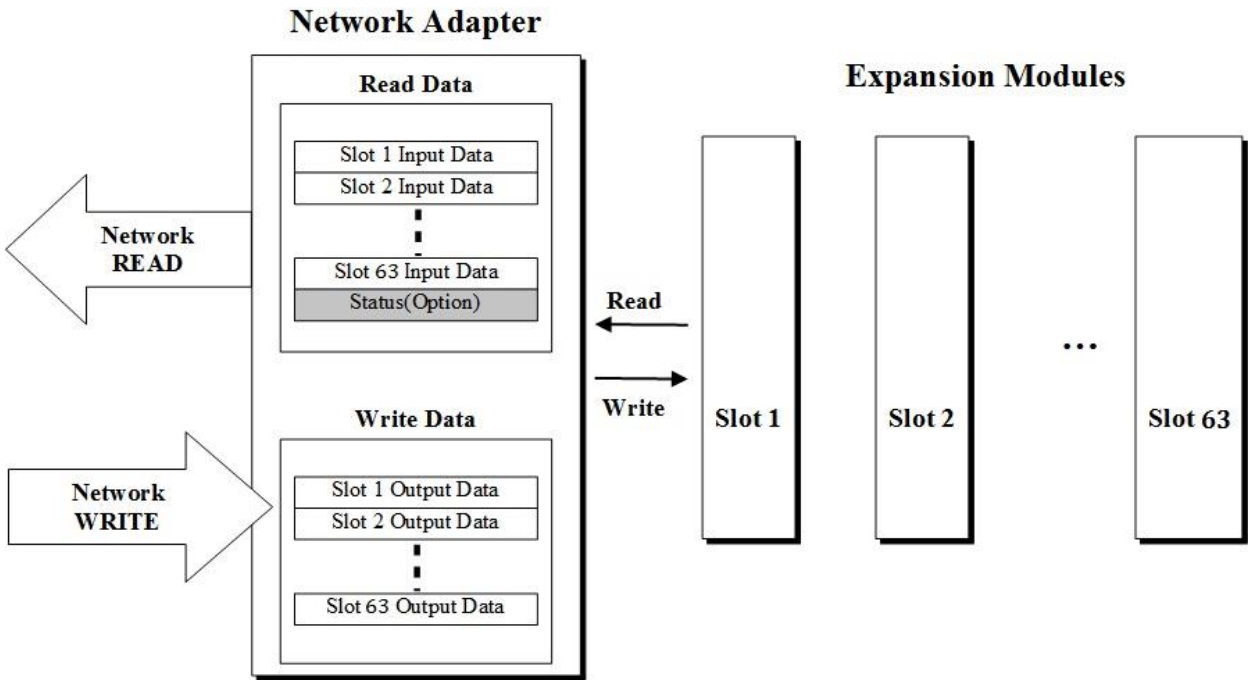 Network Adapter
Expansion Modules
Read Data
Slot 1 Input Data
Slot 2 Input Data
Slot 63 Input Data
Status(Option)
Network
READ
Read
Write
Write Data
Slot 1 Output Data
Slot 2 Output Data
Slot 63 Output Data
Network
WRITE
Slot 1
Slot 2
...
Slot 63